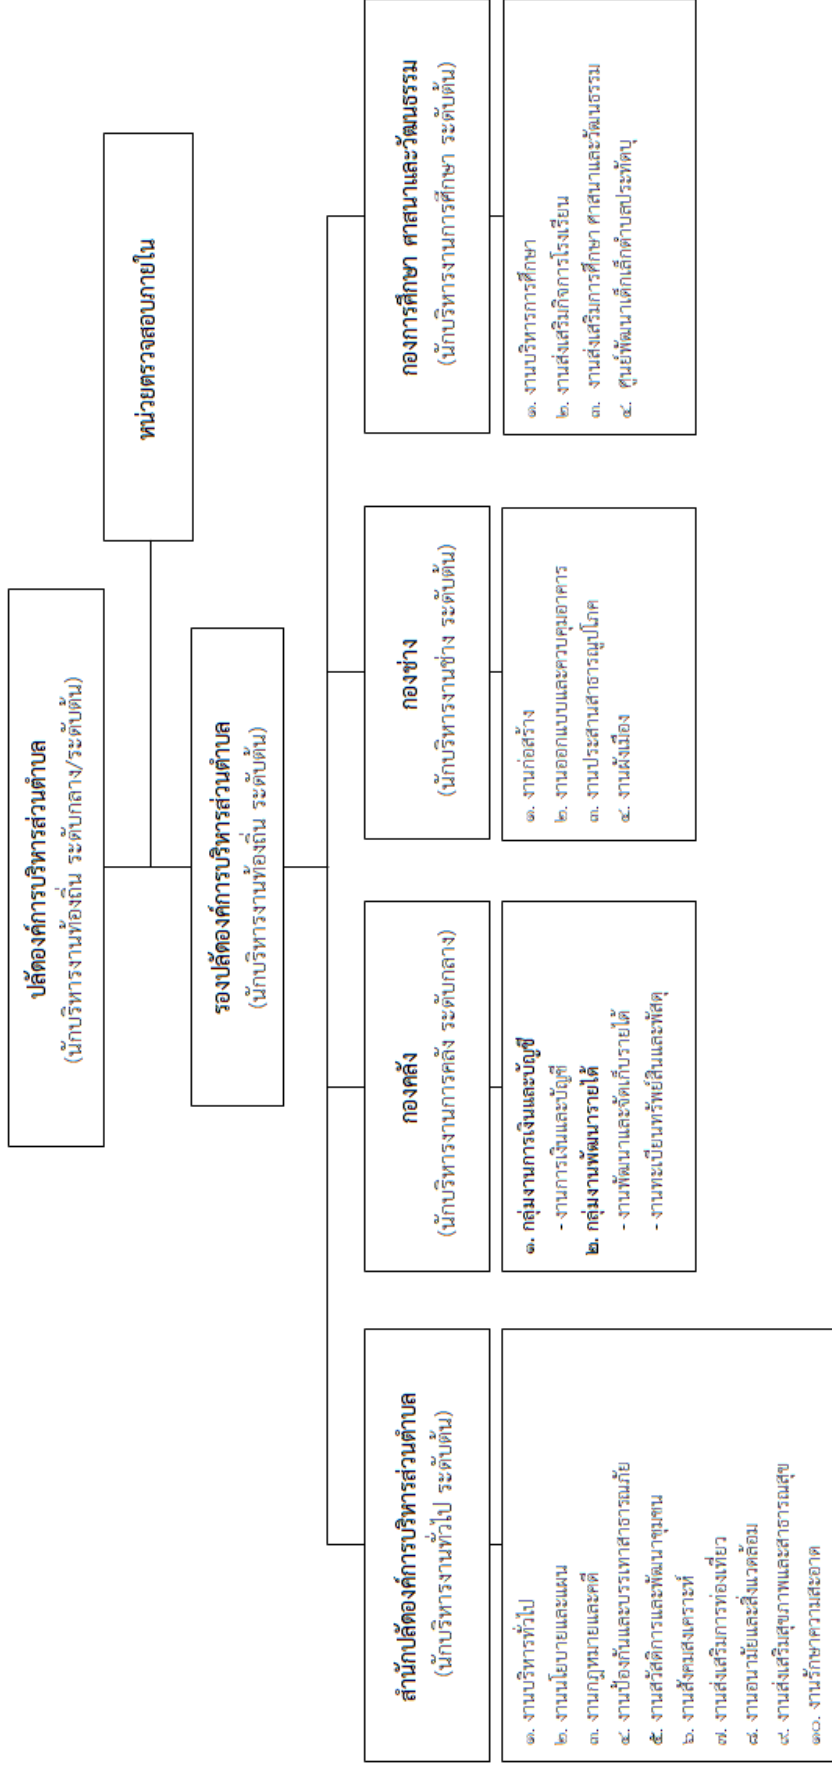 ปลัดองค์การบริหารส่วนตำบล
(นักบริหารงานท้องถิ่น ระดับกลาง/ระดับต้น)
หน่วยตรวจสอบภายใน
รองปลัดองค์การบริหารส่วนตำบล
(นักบริหารงานท้องถิ่น ระดับต้น)
สำนักปลัดองค์การบริหารส่วนตำบล
(นักบริหารงานทั่วไป ระดับต้น)
๑. งานบริหารทั่วไป
๒. งานนโยบายและแผน
๓. งานกฎหมายและคดี
๔. งานป้องกันและบรรเทาสาธารณภัย
๕. งานสวัสดิการและพัฒนาชุมชน
๖. งานสังคมสงเคราะห์
๗. งานส่งเสริมการท่องเที่ยว
๘. งานอนามัยและสิ่งแวดล้อม
๙. งานส่งเสริมสุขภาพและสาธารณสุข
๑๐. งานรักษาความสะอาด
กองคลัง
(นักบริหารงานการคลัง ระดับกลาง)
๑. กลุ่มงานการเงินและบัญชี
- งานการเงินและบัญชี
๒. กลุ่มงานพัฒนารายได้
- งานพัฒนาและจัดเก็บรายได้
- งานทะเบียนทรัพย์สินและพัสดุ
กองช่าง
(นักบริหารงานช่าง ระดับต้น)
๑. งานก่อสร้าง
๒. งานออกแบบและควบคุมอาคาร
๓. งานประสานสาธารณูปโภค
๔. งานผังเมือง
กองการศึกษา ศาสนาและวัฒนธรรม
(นักบริหารงานการศึกษา ระดับต้น)
๑. งานบริหารการศึกษา
๒. งานส่งเสริมกิจการโรงเรียน
๓. งานส่งเสริมการศึกษา ศาสนาและวัฒนธรรม
๔. ศูนย์พัฒนาเด็กเล็กตำบลประทัดบุ